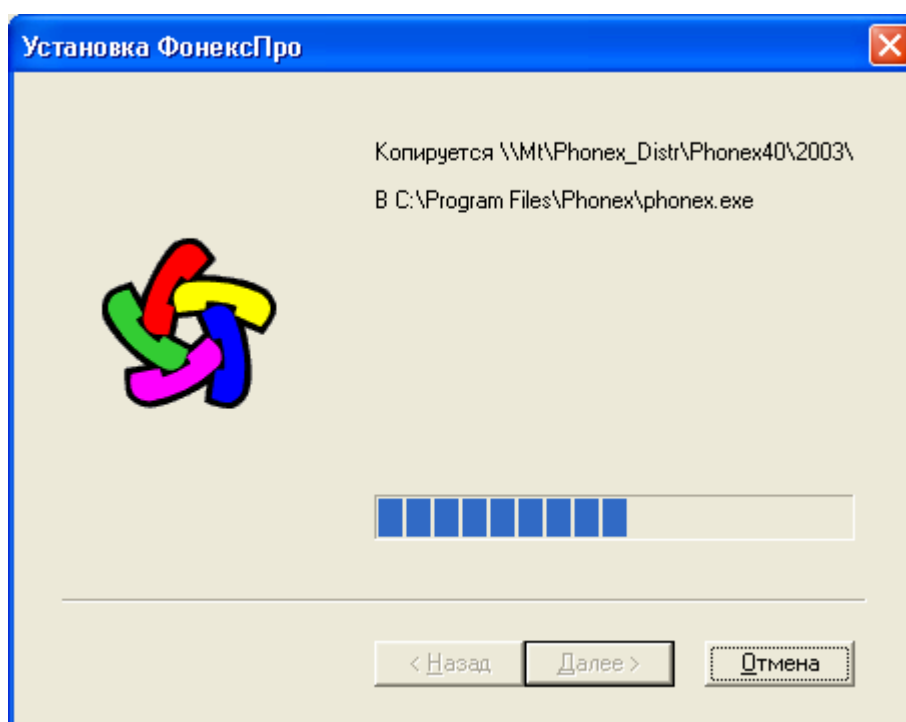 Установка ФонексПро
Копируется \\Mt\Phonex_Distr\Phonex40\2003\
В C:\Program Files\Phonex\phonex.exe
< Назад
Далее >
Отмена